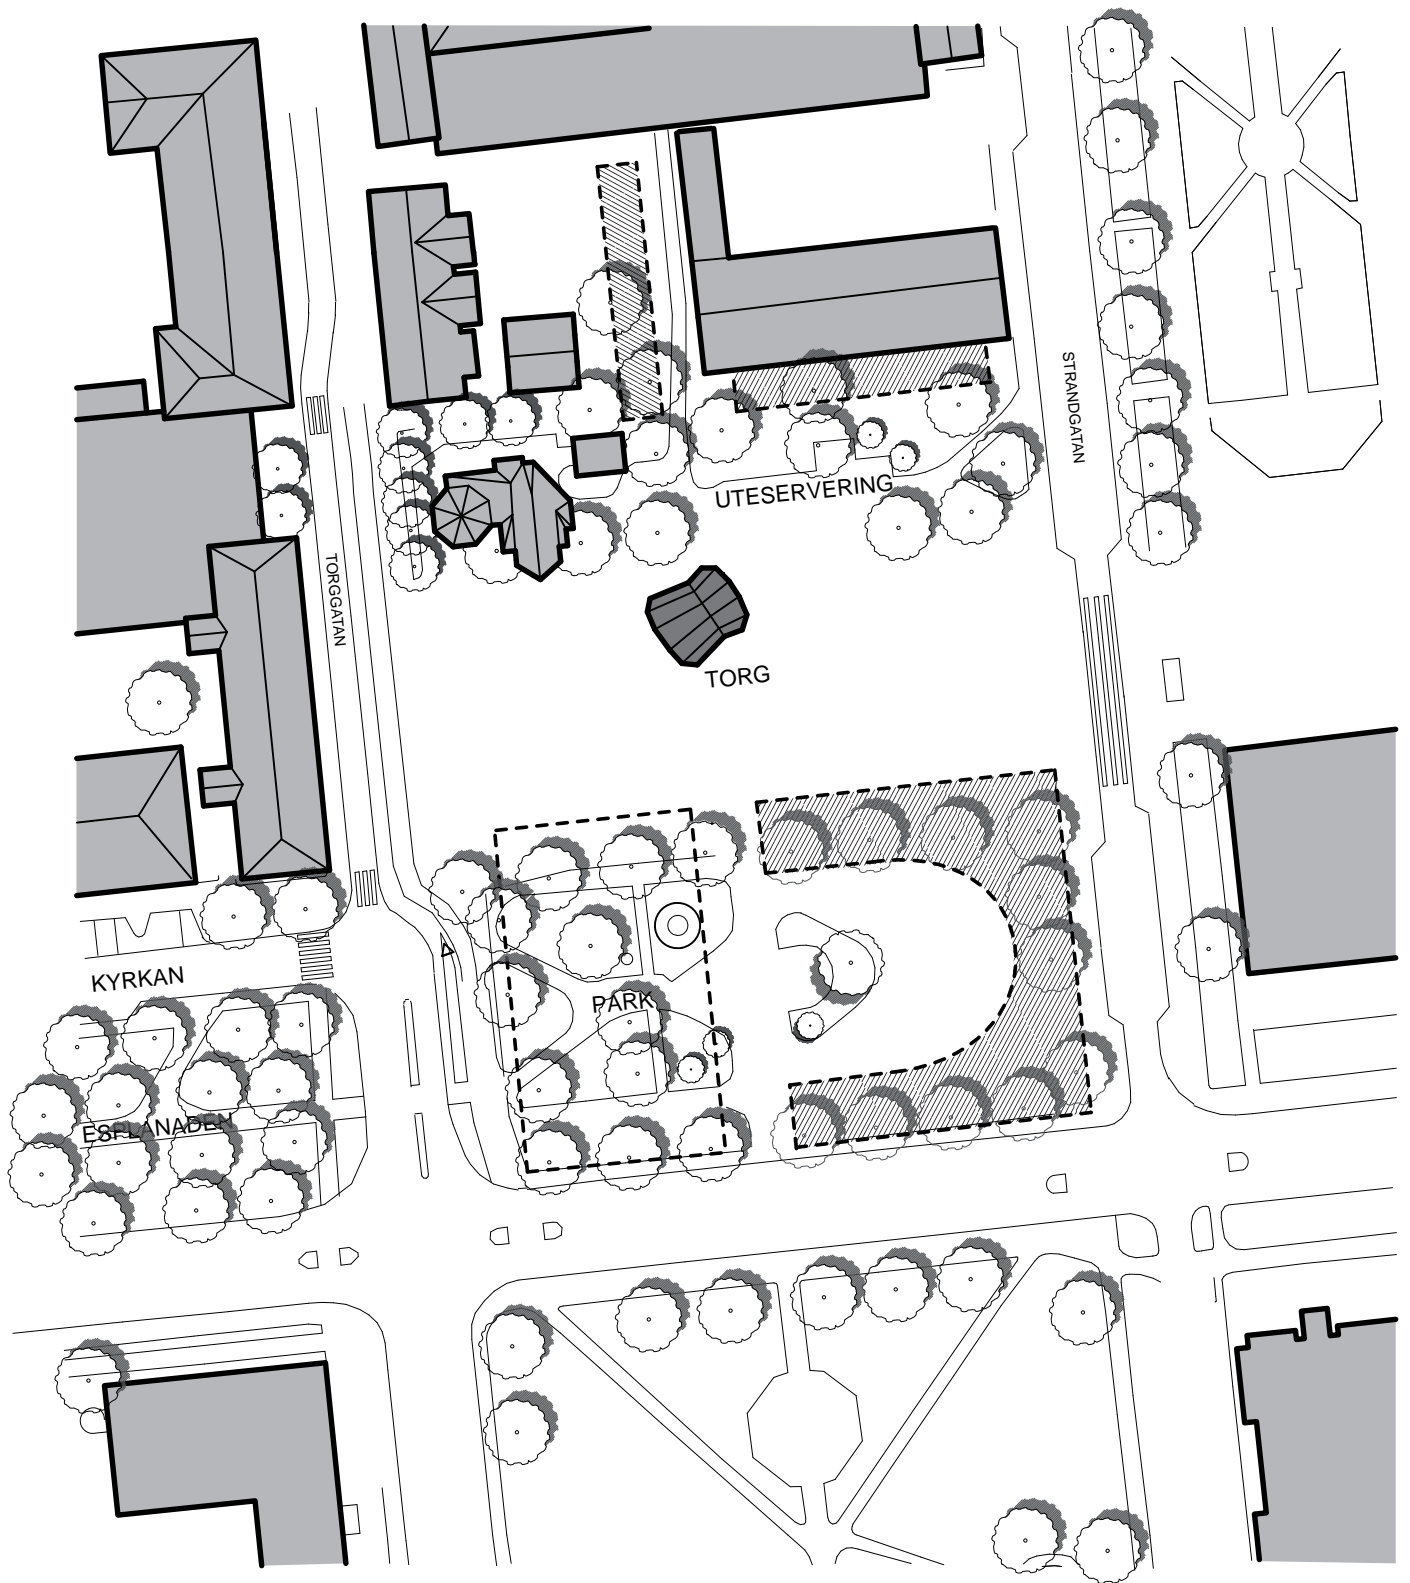 STRANDGATAN
UTESERVERING
TORGGATAN
TORG
KYRKAN
PARK
ESPLANADEN